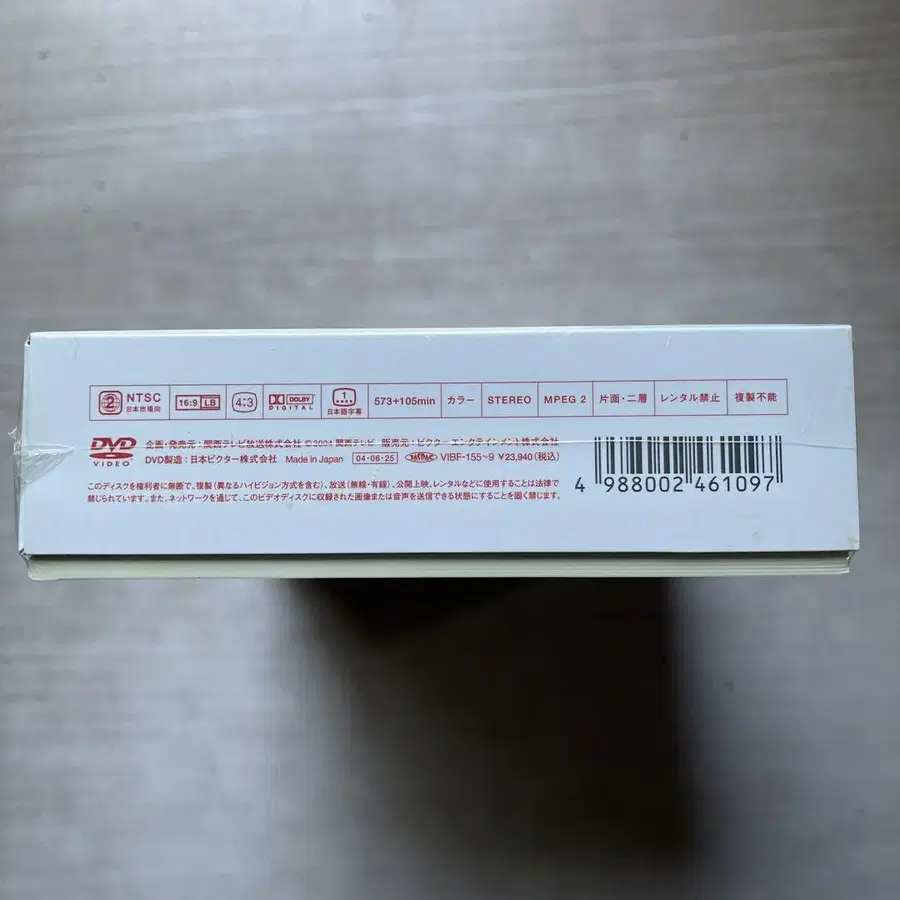 2 NTSC 日本市場向 16:9 LB 4:3 DOLBY DIGITAL 1 日本語字幕 573+105min カラー STEREO MPEG 2 片面・二層 レンタル禁止 複製不能
DVD VIDEO
企画・発売元:関西テレビ放送株式会社 ©2004 関西テレビ 販売元:ビクターエンタテインメント株式会社
DVD製造:日本ビクター株式会社 Made in Japan 04・08・25 VIBF-155~9 ¥23,940(税込)
このディスクを権利者に無断で、複製(異なるハイビジョン方式を含む)、放送(無線・有線)、公開上映、レンタルなどに使用することは法律で
禁じられています。また、ネットワークを通じて、このビデオディスクに収録された画像または音声を送信できる状態にすることを固く禁じます。
4 988002 461097